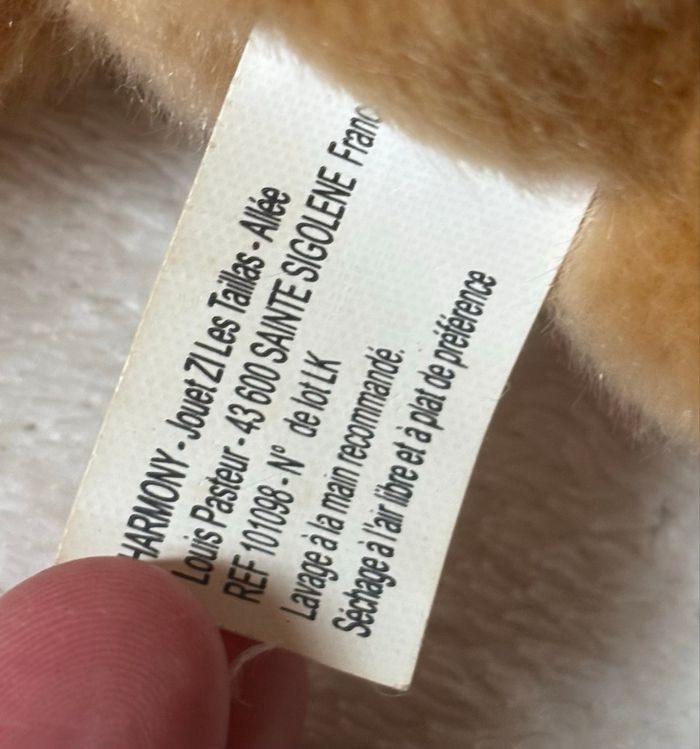 HARMONY - Jouet ZI Les Taillas - Allée
Louis Pasteur - 43 600 SAINTE SIGOLENE Franc
REF 101098 - N° de lot LK
Lavage à la main recommandé.
Séchage à l'air libre et à plat de préférence